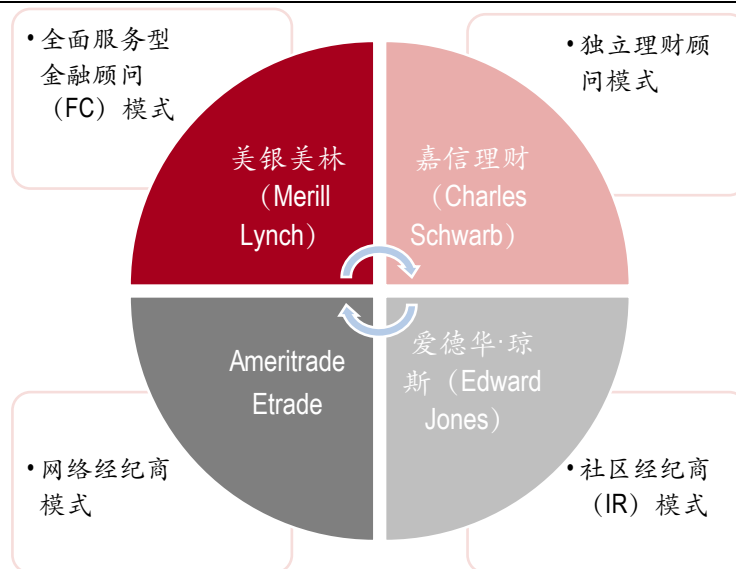 • 全面服务型
金融顾问
（FC）模式
• 独立理财顾
问模式
美银美林
（Merill
Lynch）
嘉信理财
（Charles
Schwarb）
Ameritrade
Etrade
爱德华·琼
斯（Edward
Jones）
• 网络经纪商
模式
• 社区经纪商
（IR）模式